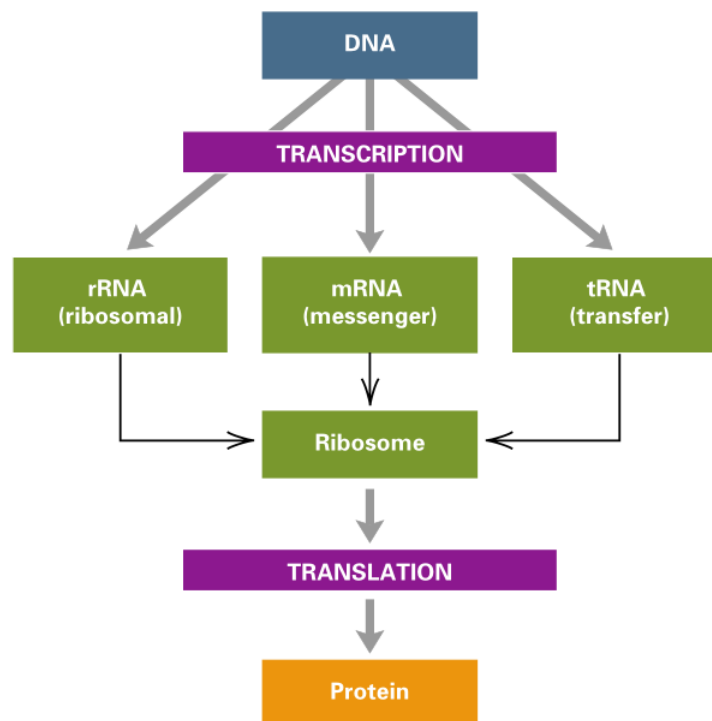 DNA
TRANSCRIPTION
rRNA
(ribosomal)
mRNA
(messenger)
tRNA
(transfer)
Ribosome
TRANSLATION
Protein